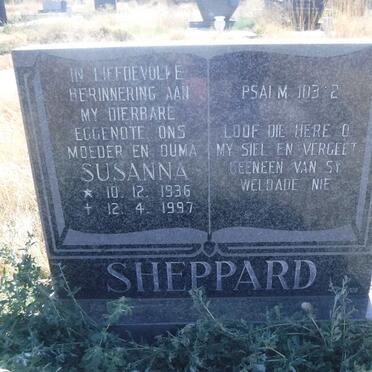 IN LIEFDEVOLLE
HERINNERING AAN
MY DIERBARE
EGGENOTE ONS
MOEDER EN OUMA
SUSANNA
* 10. 12. 1936
† 12. 4. 1997
PSALM 103:2
LOOF DIE HERE O
MY SIEL EN VERGEET
GEENEEN VAN SY
WELDADE NIE
SHEPPARD